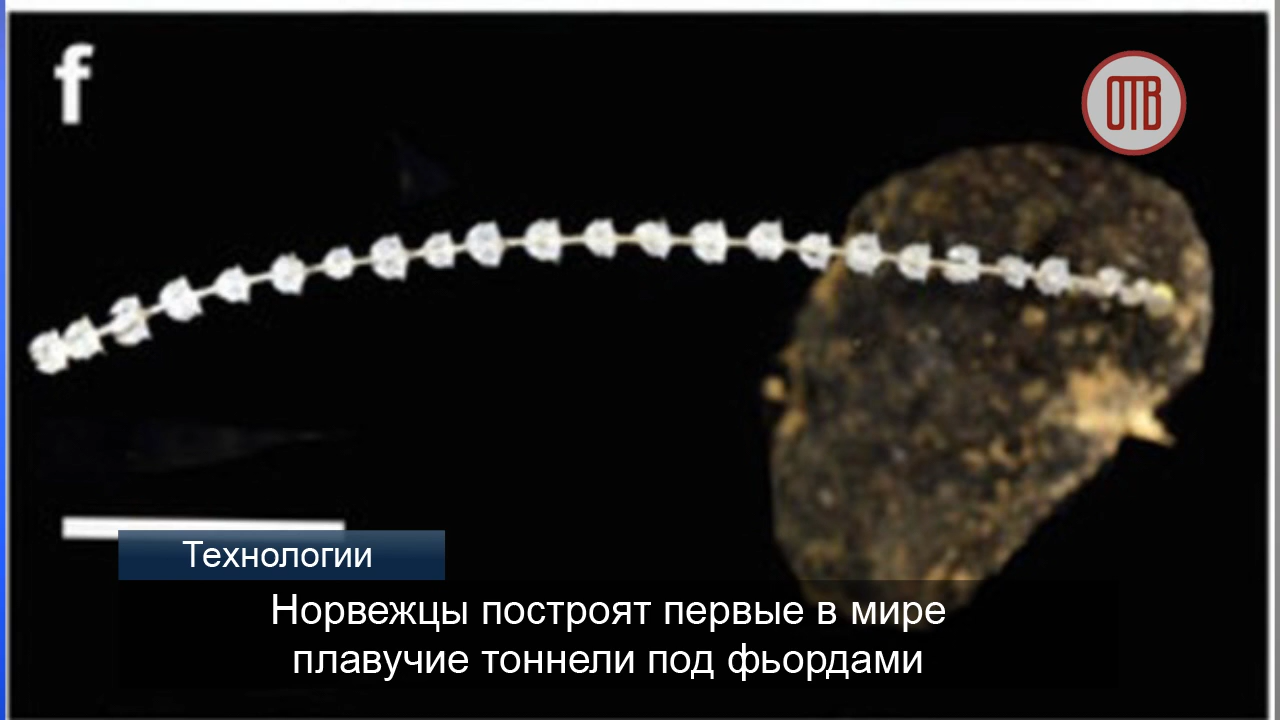 f
ОТВ
Технологии
Норвежцы построят первые в мире
плавучие тоннели под фьордами